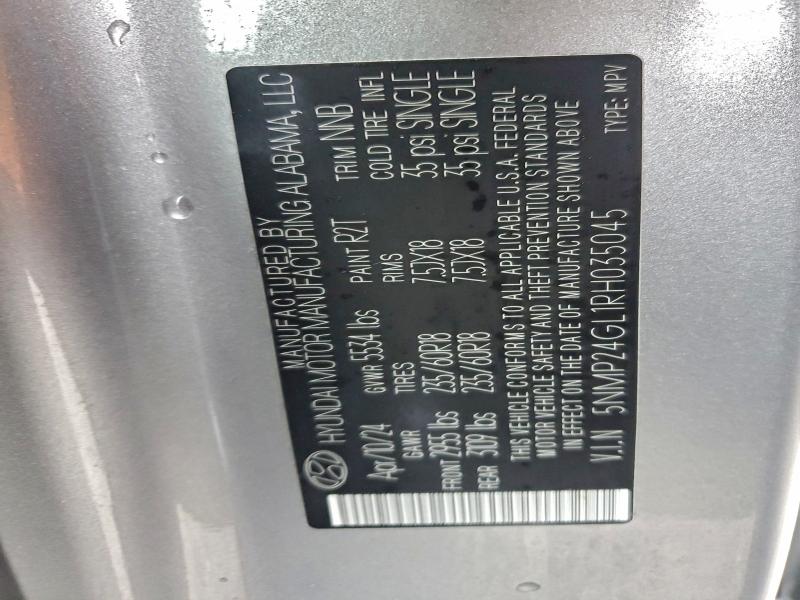 MANUFACTURED BY
HYUNDAI MOTOR MANUFACTURING ALABAMA, LLC
Apr/10/24 GVWR 5534 lbs PAINT R2T TRIM NNB
GAWR TIRES RIMS COLD TIRE INFL
FRONT 2955 lbs 235/60R18 7.5JX18 35 psi SINGLE
REAR 3109 lbs 235/60R18 7.5JX18 35 psi SINGLE
THIS VEHICLE CONFORMS TO ALL APPLICABLE U.S.A. FEDERAL
MOTOR VEHICLE SAFETY AND THEFT PREVENTION STANDARDS
IN EFFECT ON THE DATE OF MANUFACTURE SHOWN ABOVE
V.I.N 5NMP24GL1RH035045 TYPE: MPV